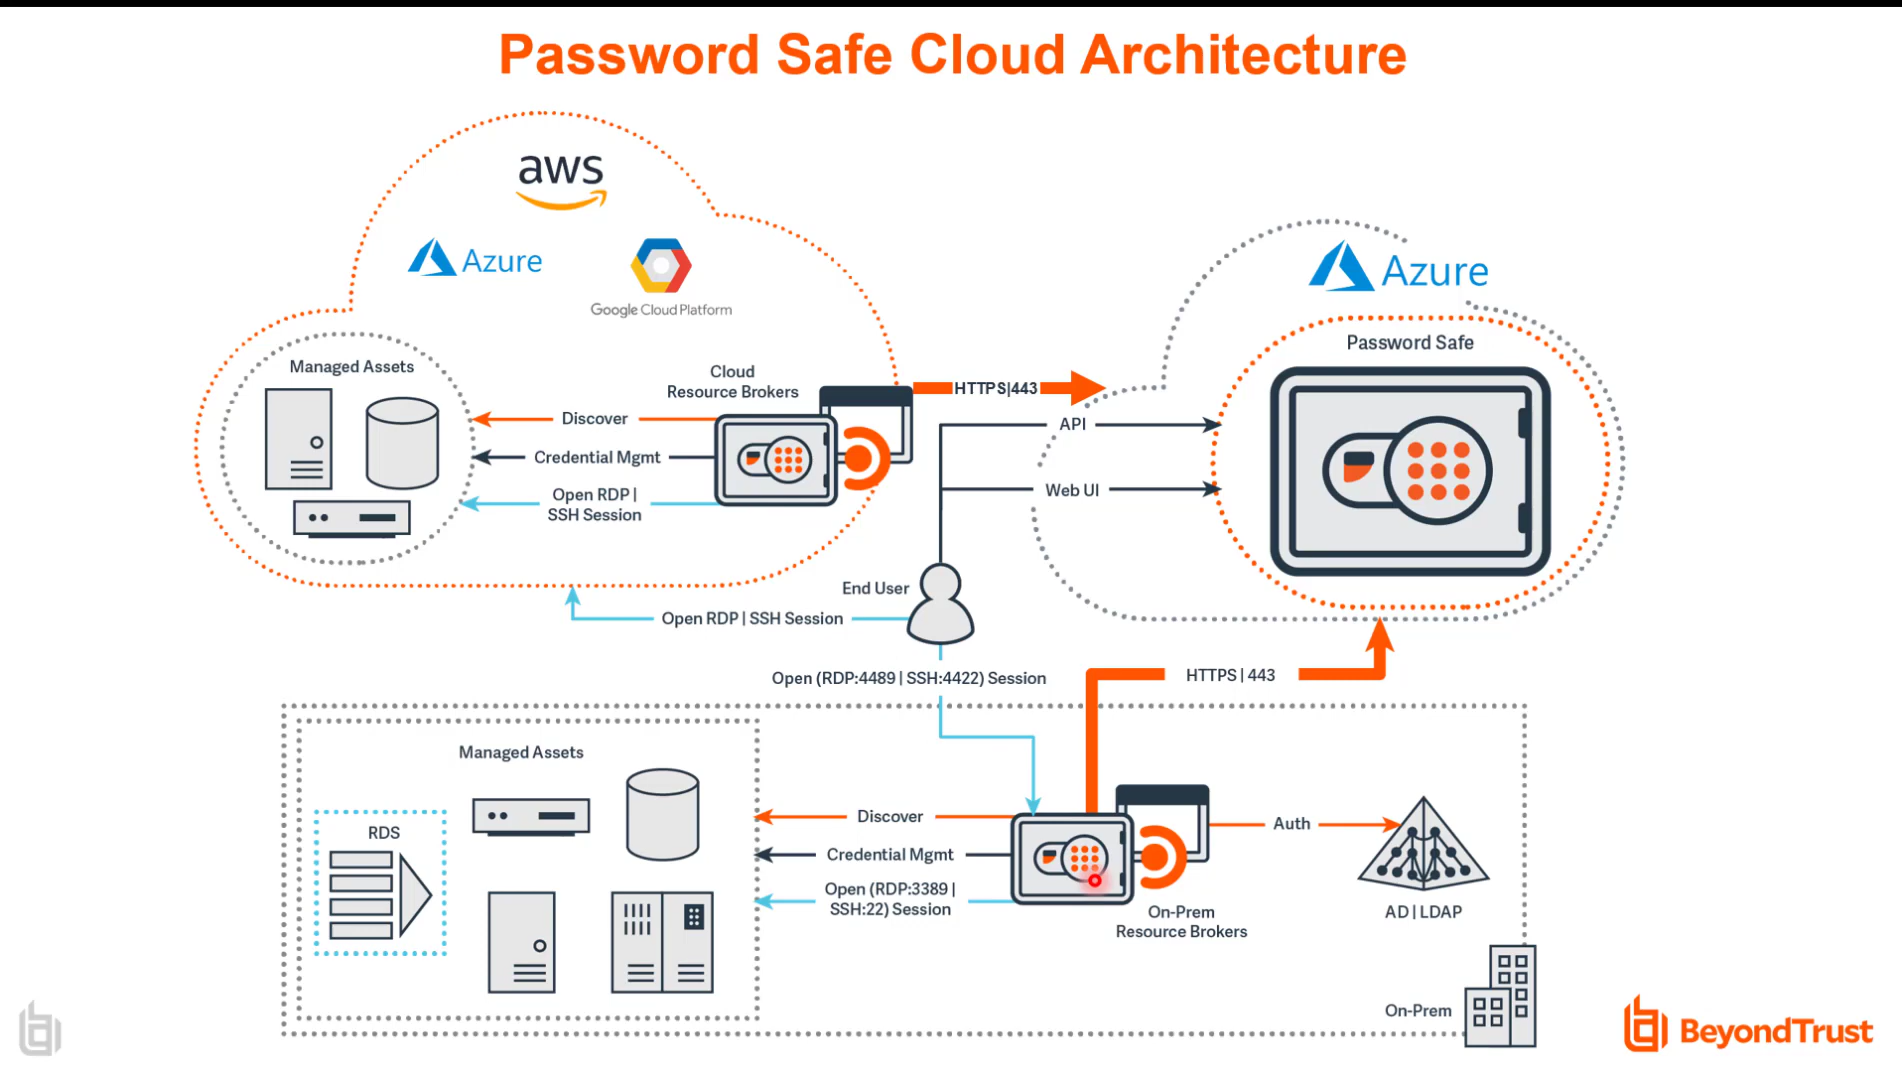 Password Safe Cloud Architecture
aws
Azure
Google Cloud Platform
Azure
Password Safe
Managed Assets
Cloud
Resource Brokers
HTTPS|443
Discover
API
Credential Mgmt
Web UI
Open RDP |
SSH Session
End User
Open RDP | SSH Session
Open (RDP:4489 | SSH:4422) Session
HTTPS | 443
Managed Assets
RDS
Discover
Auth
Credential Mgmt
Open (RDP:3389 |
SSH:22) Session
On-Prem
Resource Brokers
AD | LDAP
On-Prem
BeyondTrust